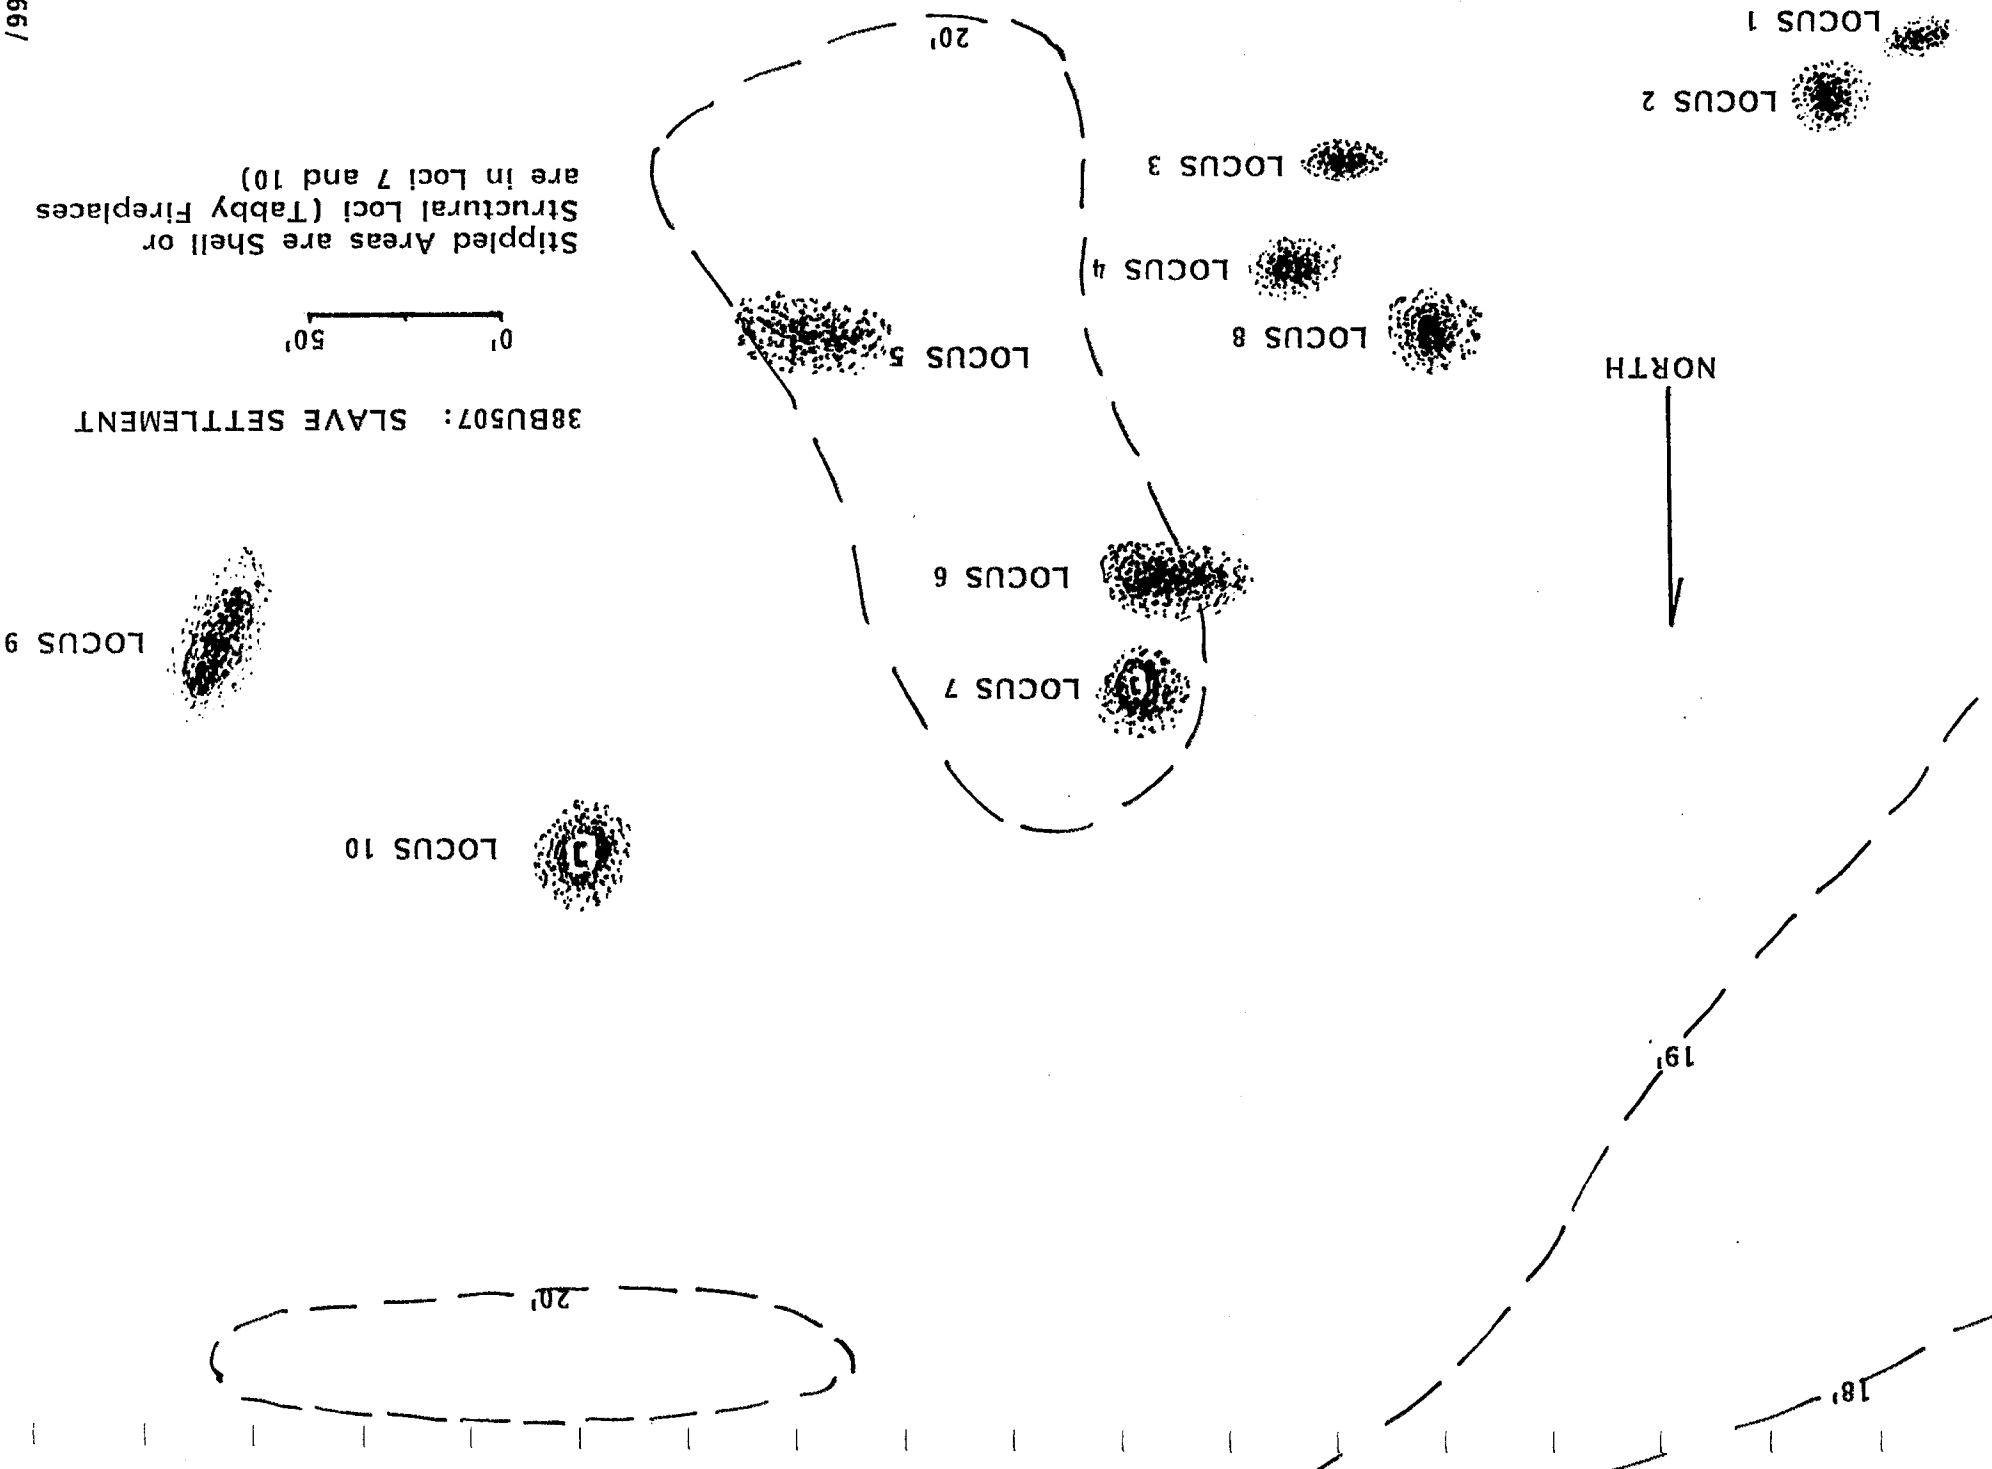 18'
20'
19'
LOCUS 10
LOCUS 7
LOCUS 9
LOCUS 6
38BU507: SLAVE SETTLEMENT
NORTH
LOCUS 8
LOCUS 5
0' 50'
LOCUS 4
Stippled Areas are Shell or
Structural Loci (Tabby Fireplaces
are in Loci 7 and 10)
LOCUS 3
LOCUS 2
20'
LOCUS 1